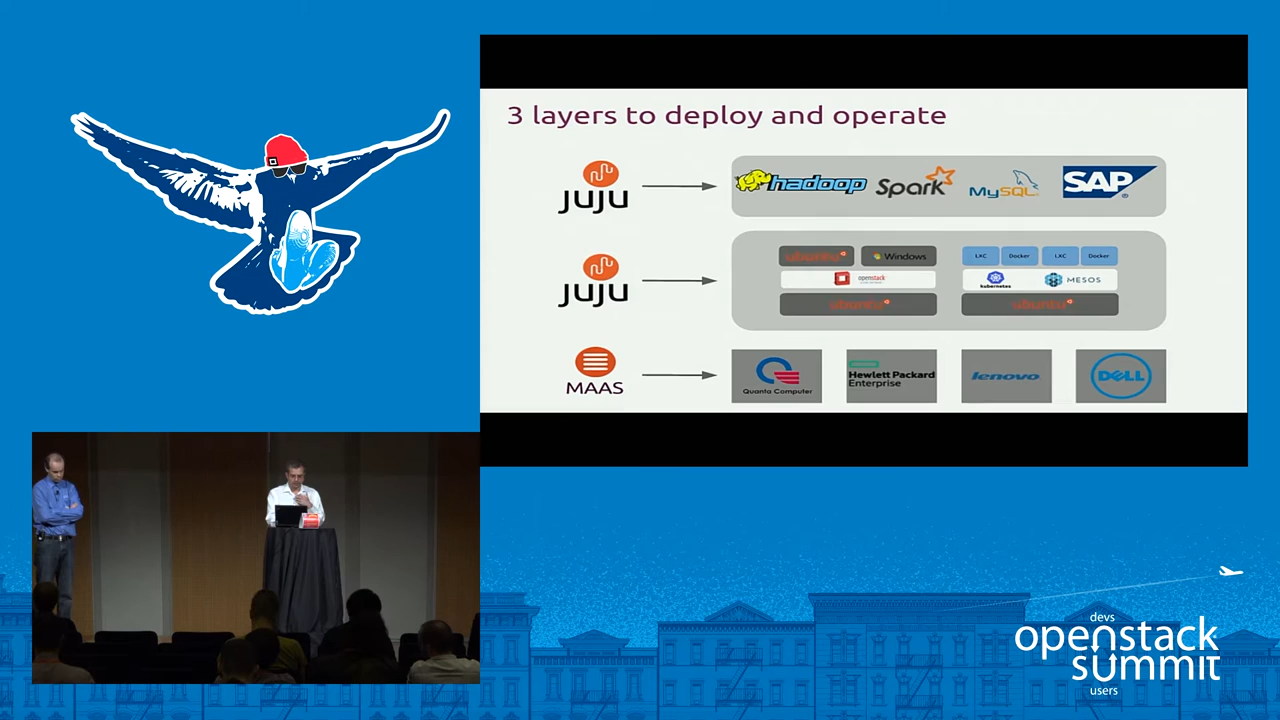 3 layers to deploy and operate
JUJU
hadoop
Spark
MySQL
SAP
JUJU
ubuntu
Windows
openstack
ubuntu
LXC
Docker
LXC
Docker
kubernetes
MESOS
ubuntu
MAAS
Quanta Computer
Hewlett Packard
Enterprise
lenovo
DELL
devs
openstack
summit
users